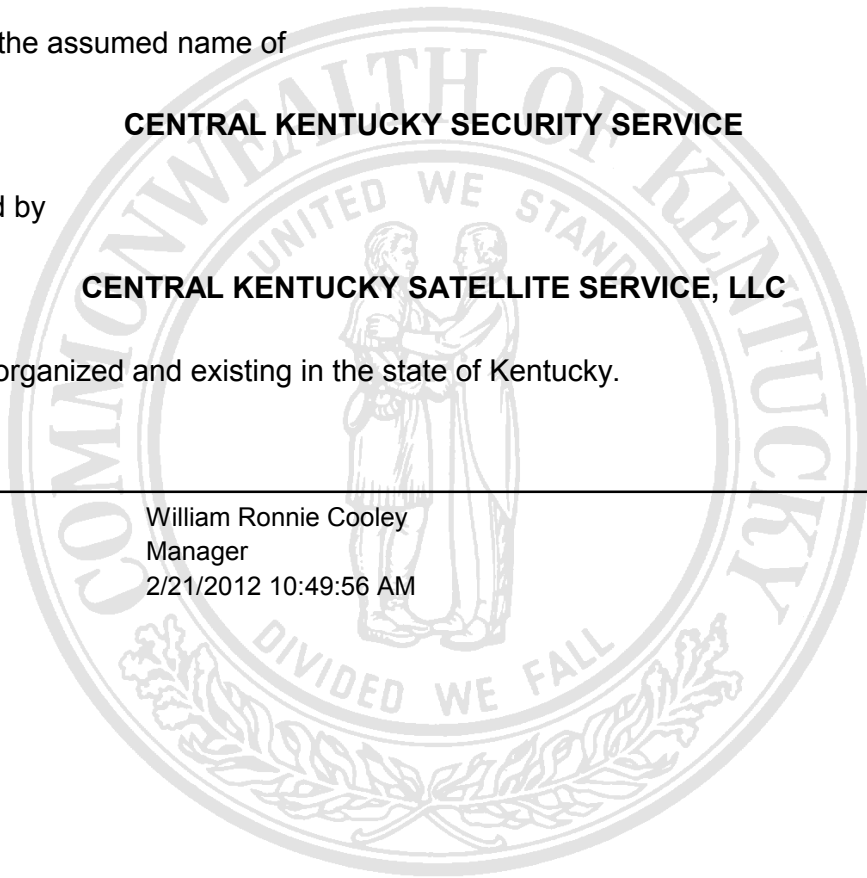 the assumed name of
CENTRAL KENTUCKY SECURITY SERVICE
by
CENTRAL KENTUCKY SATELLITE SERVICE, LLC
organized and existing in the state of Kentucky.
William Ronnie Cooley
Manager
2/21/2012 10:49:56 AM
COMMONWEALTH OF KENTUCKY
UNITED WE STAND
DIVIDED WE FALL